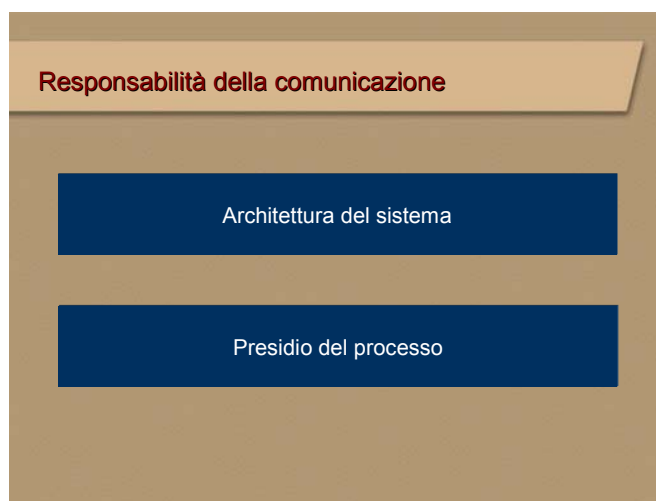 Responsabilità della comunicazione
Architettura del sistema
Presidio del processo